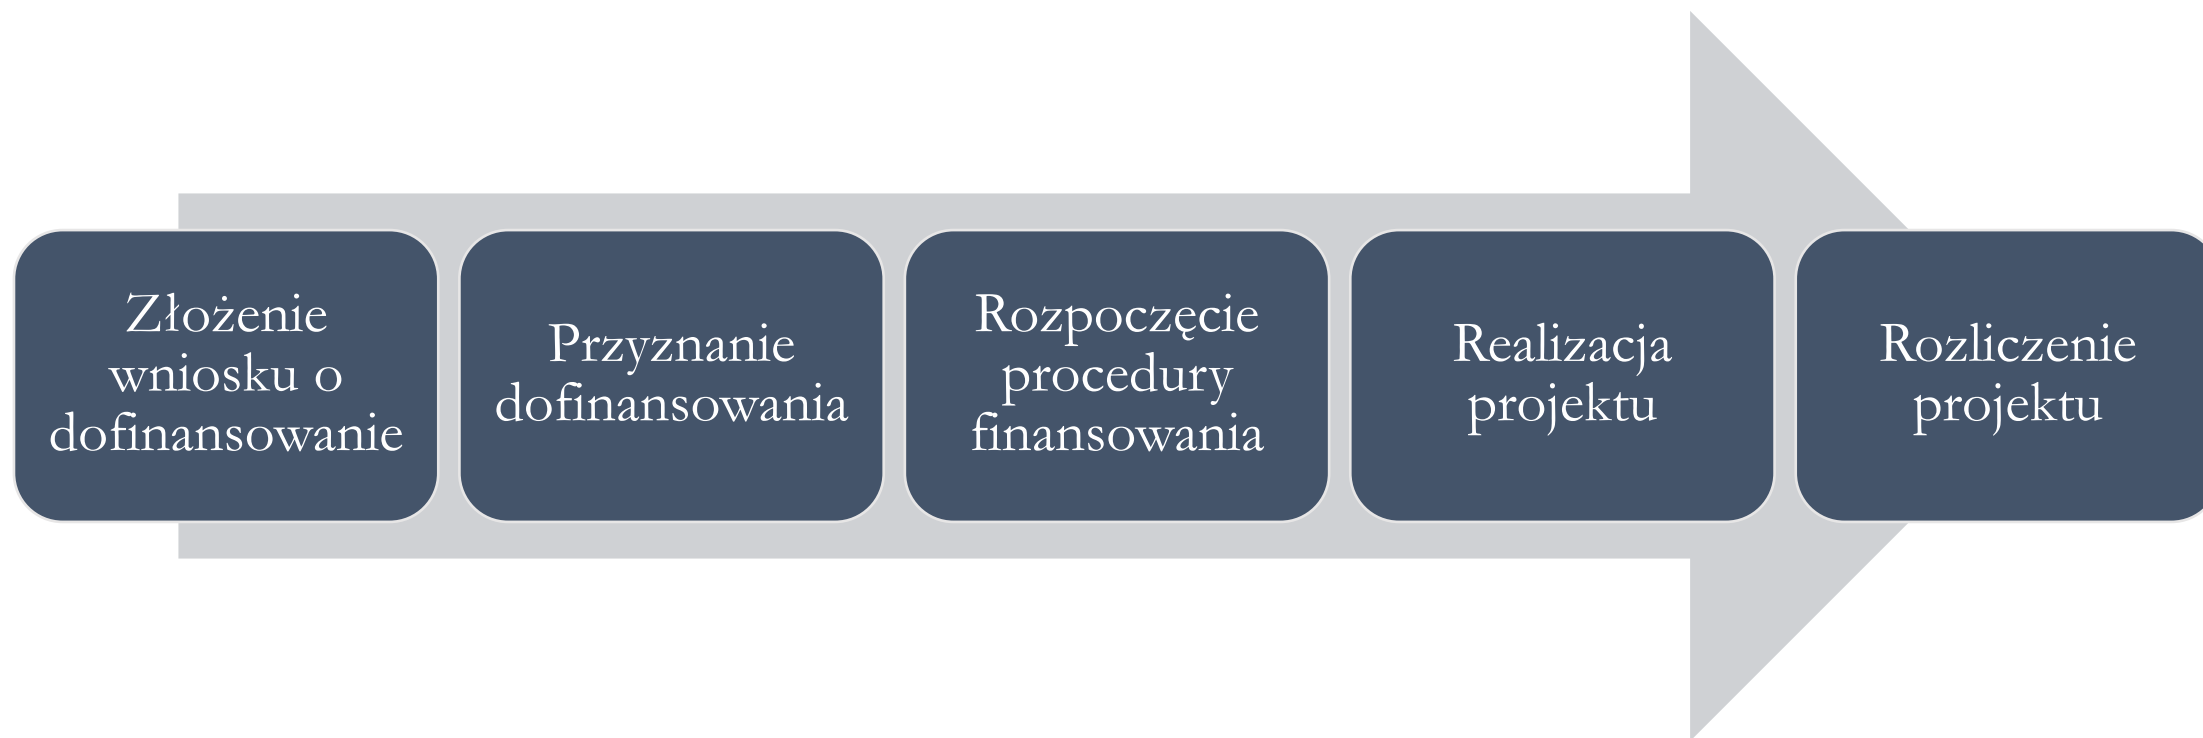 Złożenie
wniosku o
dofinansowanie
Przyznanie
dofinansowania
Rozpoczęcie
procedury
finansowania
Realizacja
projektu
Rozliczenie
projektu